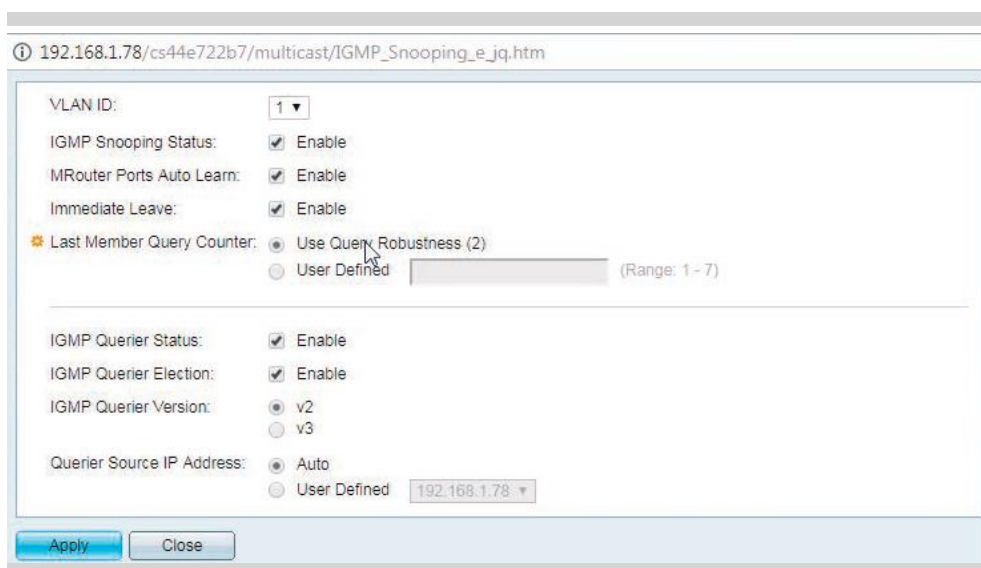 192.168.1.78/cs44e722b7/multicast/IGMP_Snooping_e_jq.htm
VLAN ID: 1
IGMP Snooping Status: Enable
MRouter Ports Auto Learn: Enable
Immediate Leave: Enable
Last Member Query Counter: Use Query Robustness (2)
User Defined (Range: 1 - 7)
IGMP Querier Status: Enable
IGMP Querier Election: Enable
IGMP Querier Version: v2
v3
Querier Source IP Address: Auto
User Defined 192.168.1.78
Apply Close